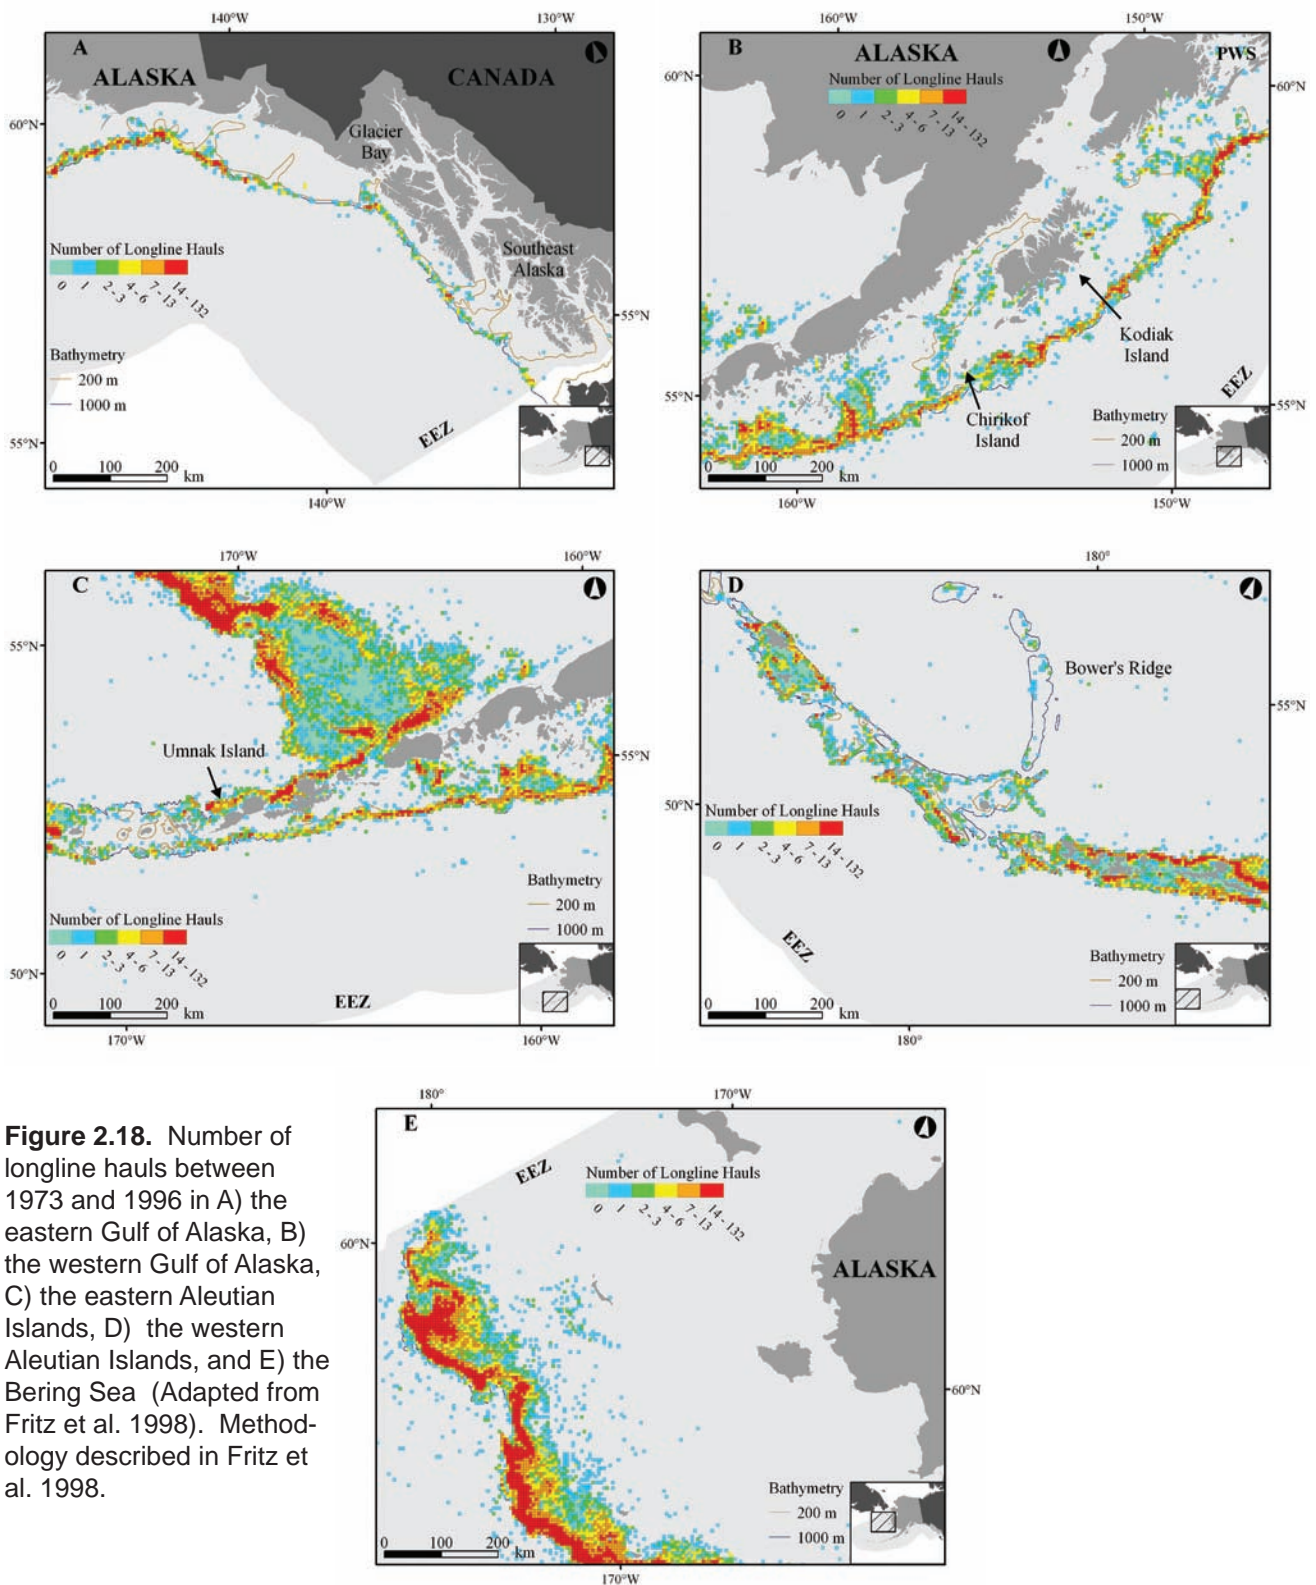 140°W
130°W
A
ALASKA
CANADA
60°N
Glacier
Bay
Number of Longline Hauls
0
1
2 - 3
4 - 6
7 - 13
14 - 132
Southeast
Alaska
55°N
Bathymetry
200 m
1000 m
EEZ
55°N
0 100 200
km
140°W
160°W
150°W
B
ALASKA
PWS
60°N
60°N
Number of Longline Hauls
0
1
2 - 3
4 - 6
7 - 13
14 - 132
Kodiak
Island
EEZ
55°N
55°N
Chirikof
Island
Bathymetry
200 m
1000 m
0 100 200
km
160°W
150°W
170°W
160°W
C
55°N
Umnak Island
55°N
Bathymetry
200 m
1000 m
Number of Longline Hauls
0
1
2 - 3
4 - 6
7 - 13
14 - 132
50°N
EEZ
0 100 200
km
170°W
160°W
180°
D
Bower's Ridge
55°N
50°N
Number of Longline Hauls
0
1
2 - 3
4 - 6
7 - 13
14 - 132
EEZ
Bathymetry
200 m
1000 m
0 100 200
km
180°
180°
170°W
E
EEZ
Number of Longline Hauls
0
1
2 - 3
4 - 6
7 - 13
14 - 132
60°N
ALASKA
60°N
Bathymetry
200 m
1000 m
0 100 200
km
170°W
Figure 2.18. Number of
longline hauls between
1973 and 1996 in A) the
eastern Gulf of Alaska, B)
the western Gulf of Alaska,
C) the eastern Aleutian
Islands, D) the western
Aleutian Islands, and E) the
Bering Sea (Adapted from
Fritz et al. 1998). Method-
ology described in Fritz et
al. 1998.